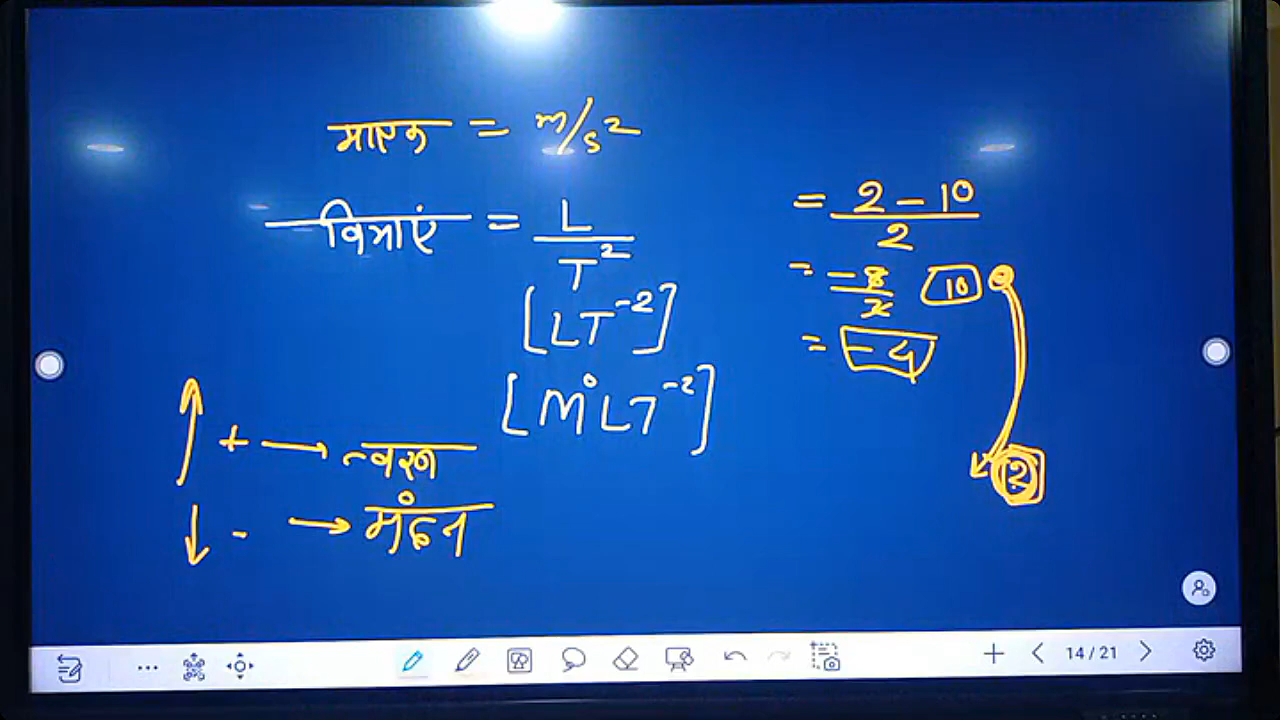 मात्रक = m/s²
विमाएं = L / T²
[LT⁻²]
[M⁰LT⁻²]
+ → त्वरण
- → मंदन
= 2 - 10 / 2
= -8 / 2 10
= -4
2
14 / 21